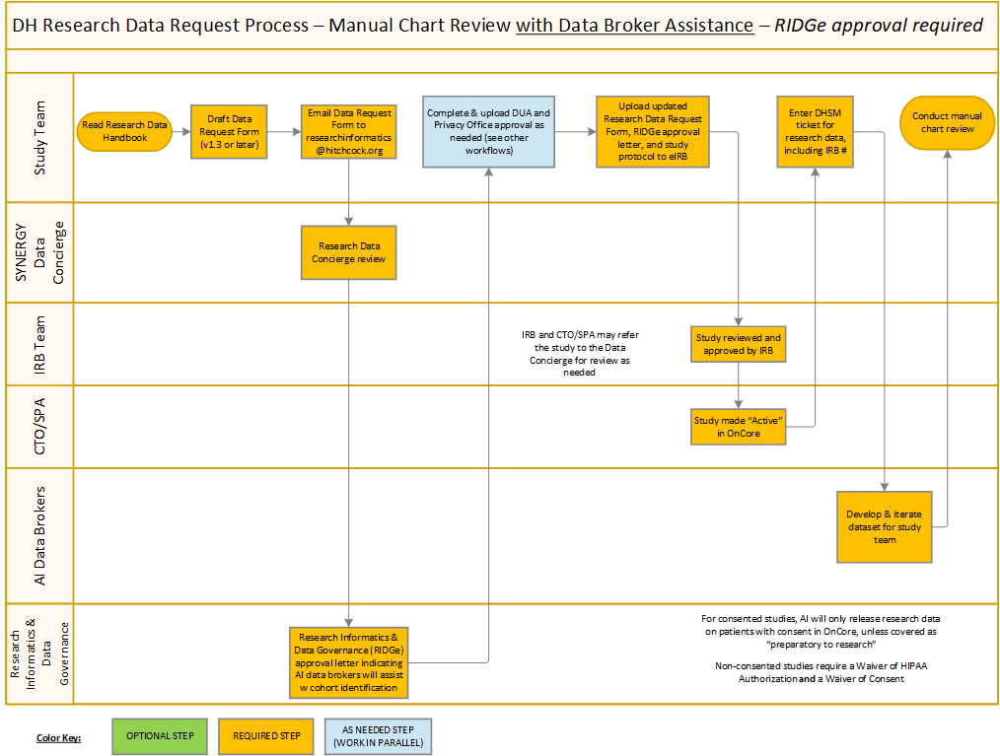 DH Research Data Request Process – Manual Chart Review with Data Broker Assistance – RIDGe approval required
Study Team
Read Research Data
Handbook
Draft Data
Request Form
(v1.3 or later)
Email Data Request
Form to
researchinformatics
@hitchcock.org
Complete & upload DUA and
Privacy Office approval as
needed (see other
workflows)
Upload updated
Research Data Request
Form, RIDGe approval
letter, and study
protocol to eIRB
Enter DHSM
ticket for
research data,
including IRB #
Conduct manual
chart review
SYNERGY
Data
Concierge
Research Data
Concierge review
IRB Team
IRB and CTO/SPA may refer
the study to the Data
Concierge for review as
needed
Study reviewed and
approved by IRB
CTO/SPA
Study made “Active”
in OnCore
AI Data Brokers
Develop & iterate
dataset for study
team
Research
Informatics &
Data
Governance
Research Informatics &
Data Governance (RIDGe)
approval letter indicating
AI data brokers will assist
w cohort identification
For consented studies, AI will only release research data
on patients with consent in OnCore, unless covered as
“preparatory to research”
Non-consented studies require a Waiver of HIPAA
Authorization and a Waiver of Consent
Color Key:
OPTIONAL STEP
REQUIRED STEP
AS NEEDED STEP
(WORK IN PARALLEL)